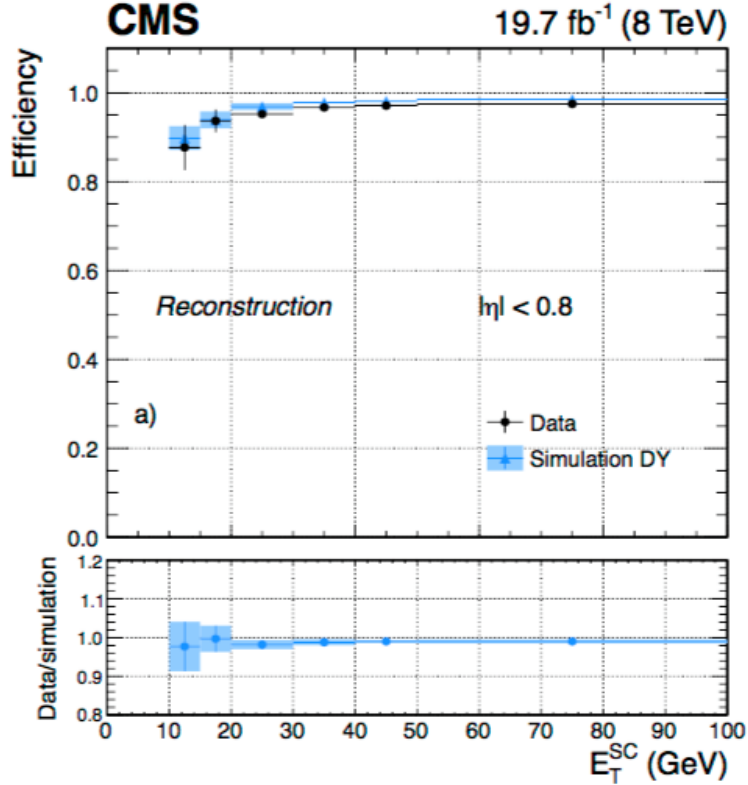 CMS 19.7 fb⁻¹ (8 TeV)
Efficiency
1.0
0.8
0.6
Reconstruction |η| < 0.8
0.4
a)
Data
0.2
Simulation DY
0.0
Data/simulation
1.2
1.1
1.0
0.9
0.8
0 10 20 30 40 50 60 70 80 90 100
E_T^SC (GeV)